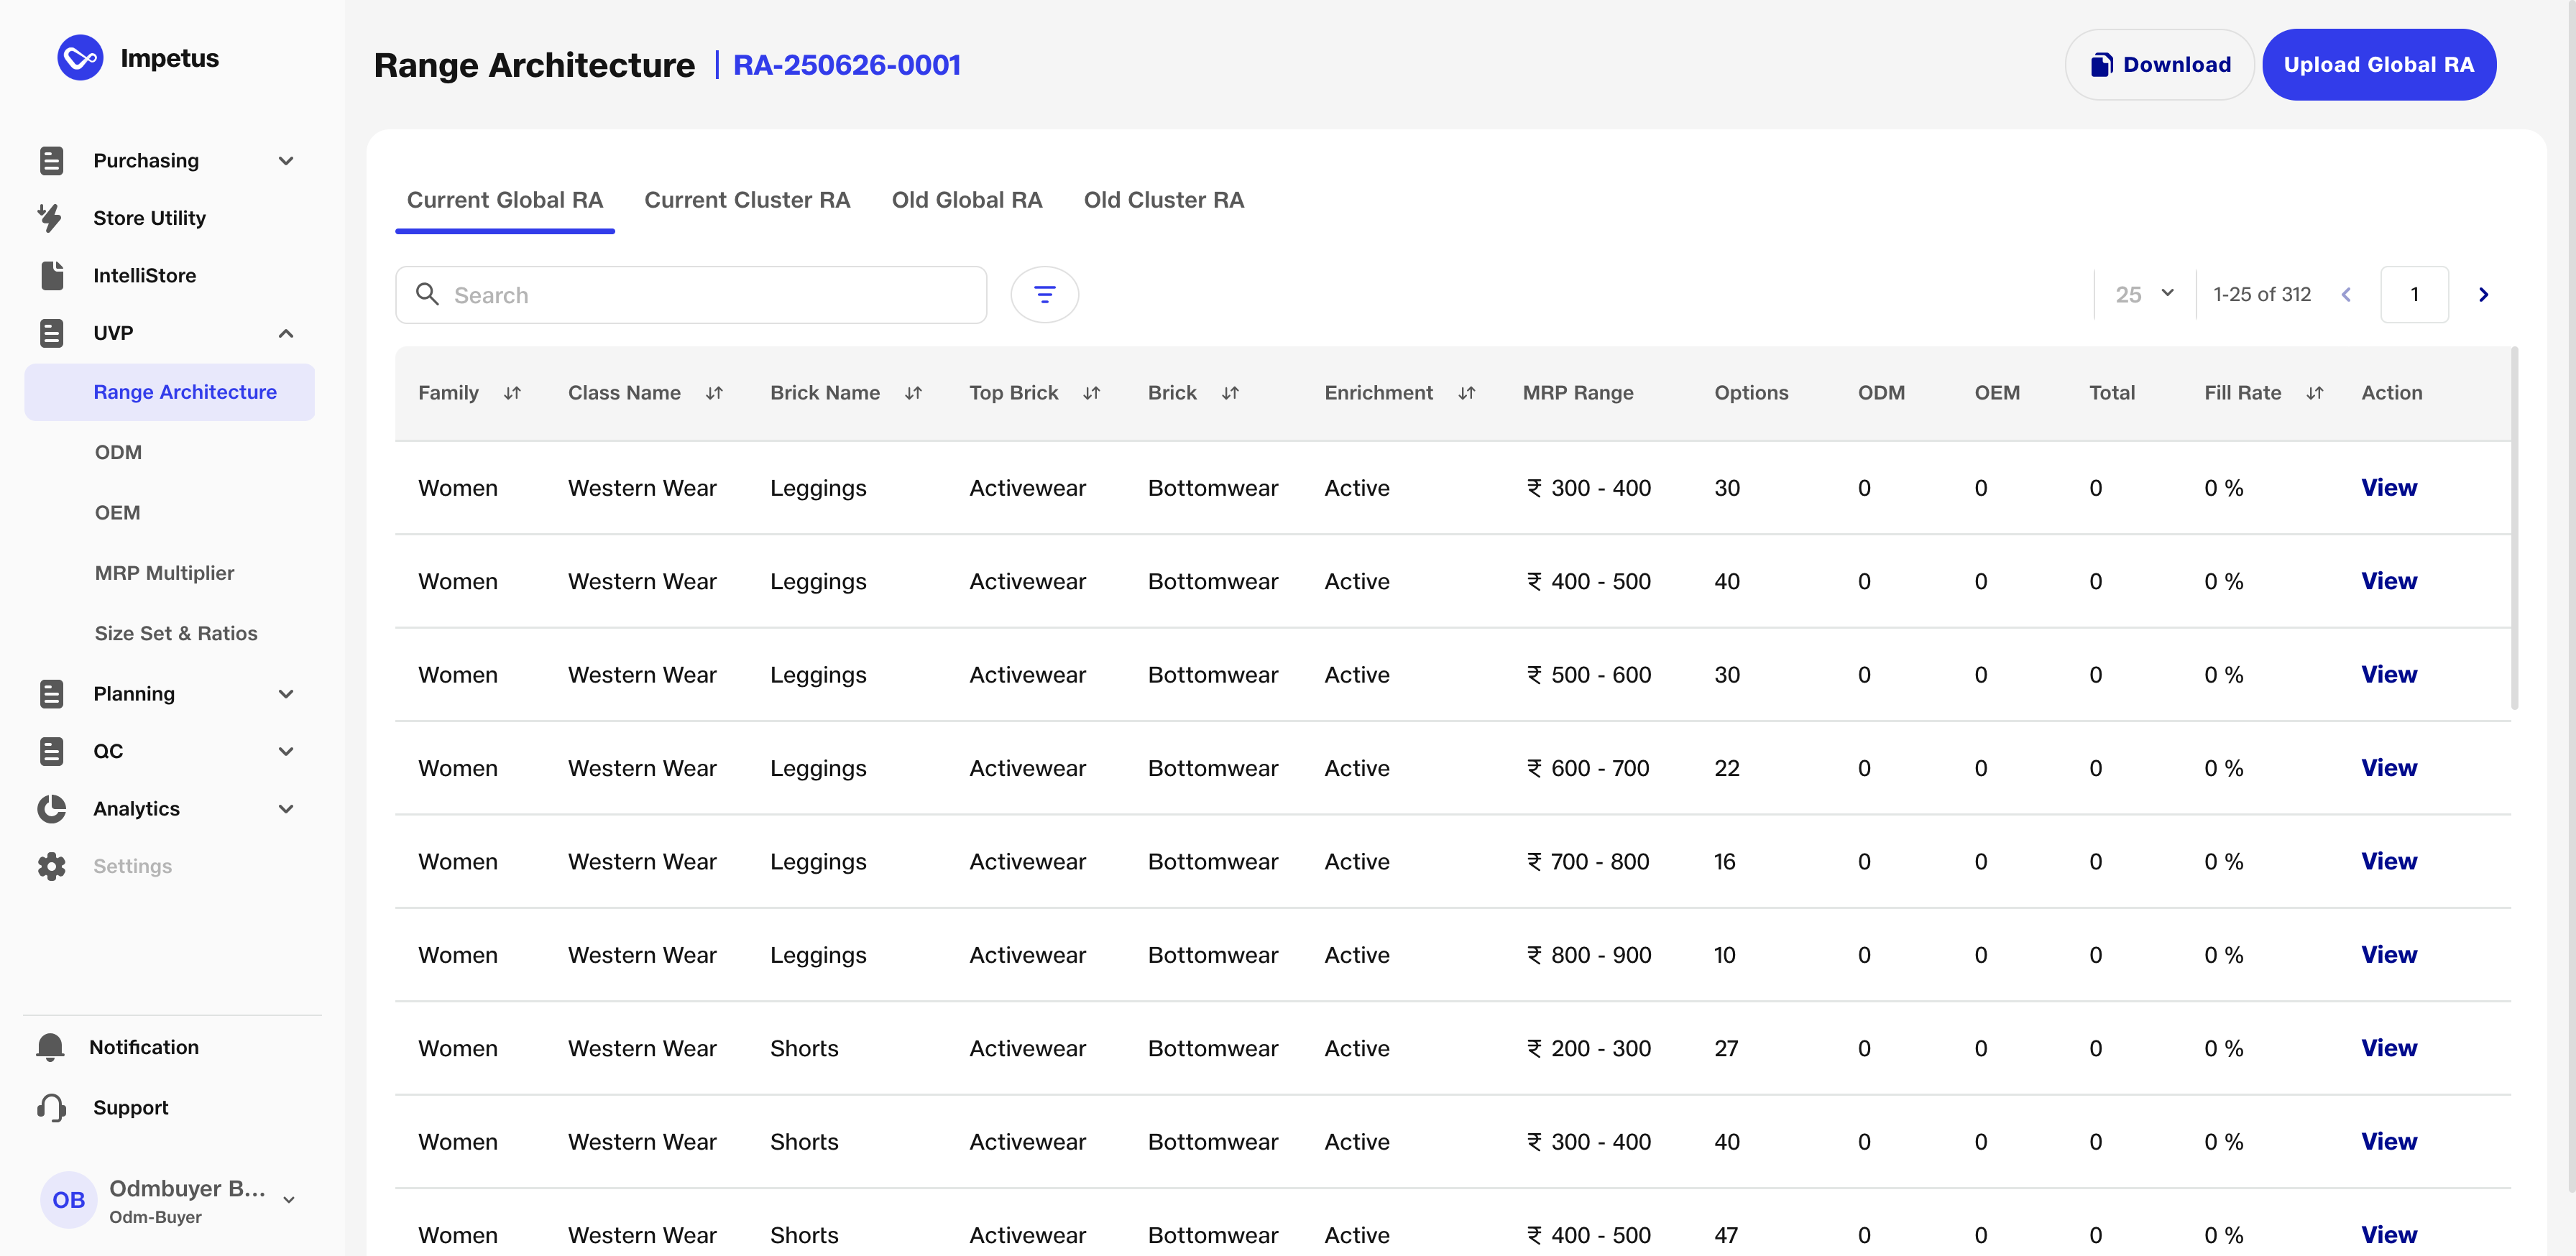 Impetus
Purchasing
Store Utility
IntelliStore
UVP
Range Architecture
ODM
OEM
MRP Multiplier
Size Set & Ratios
Planning
QC
Analytics
Settings
Notification
Support
OB
Odmbuyer B...
Odm-Buyer
Range Architecture | RA-250626-0001
Download
Upload Global RA
Current Global RA Current Cluster RA Old Global RA Old Cluster RA
Search
25 1-25 of 312 1
Family Class Name Brick Name Top Brick Brick Enrichment MRP Range Options ODM OEM Total Fill Rate Action
Women Western Wear Leggings Activewear Bottomwear Active ₹ 300 - 400 30 0 0 0 0 % View
Women Western Wear Leggings Activewear Bottomwear Active ₹ 400 - 500 40 0 0 0 0 % View
Women Western Wear Leggings Activewear Bottomwear Active ₹ 500 - 600 30 0 0 0 0 % View
Women Western Wear Leggings Activewear Bottomwear Active ₹ 600 - 700 22 0 0 0 0 % View
Women Western Wear Leggings Activewear Bottomwear Active ₹ 700 - 800 16 0 0 0 0 % View
Women Western Wear Leggings Activewear Bottomwear Active ₹ 800 - 900 10 0 0 0 0 % View
Women Western Wear Shorts Activewear Bottomwear Active ₹ 200 - 300 27 0 0 0 0 % View
Women Western Wear Shorts Activewear Bottomwear Active ₹ 300 - 400 40 0 0 0 0 % View
Women Western Wear Shorts Activewear Bottomwear Active ₹ 400 - 500 47 0 0 0 0 % View